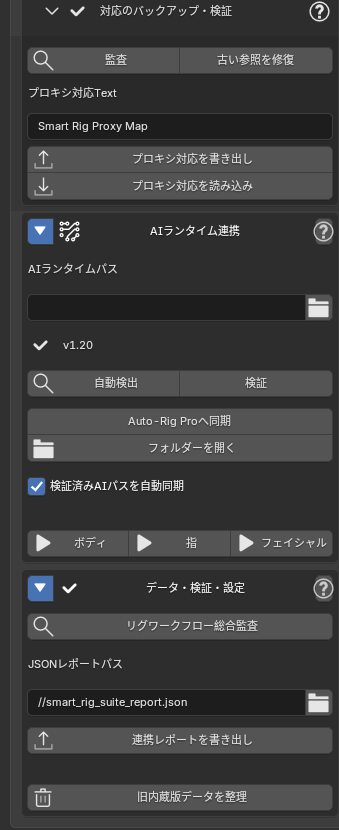 対応のバックアップ・検証
監査
古い参照を修復
プロキシ対応Text
Smart Rig Proxy Map
プロキシ対応を書き出し
プロキシ対応を読み込み
AIランタイム連携
AIランタイムパス
v1.20
自動検出
検証
Auto-Rig Proへ同期
フォルダーを開く
検証済みAIパスを自動同期
ボディ
指
フェイシャル
データ・検証・設定
リグワークフロー総合監査
JSONレポートパス
//smart_rig_suite_report.json
連携レポートを書き出し
旧内蔵版データを整理